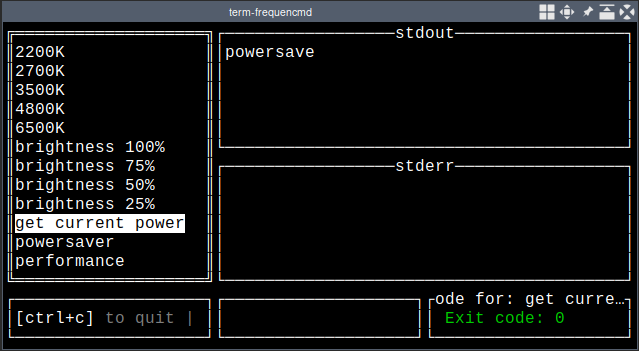 term-frequencmd
2200K
2700K
3500K
4800K
6500K
brightness 100%
brightness 75%
brightness 50%
brightness 25%
get current power
powersaver
performance
stdout
powersave
stderr
[ctrl+c] to quit |
ode for: get curre…
Exit code: 0